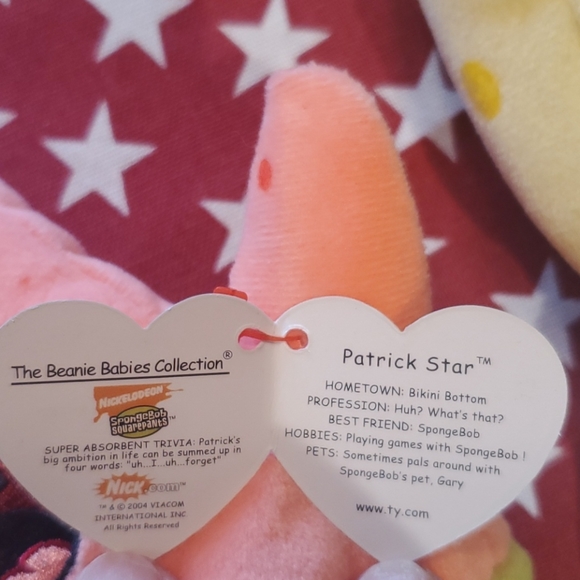 The Beanie Babies Collection®
NICKELODEON
SpongeBob
SQUAREPANTS™
SUPER ABSORBENT TRIVIA: Patrick's
big ambition in life can be summed up in
four words: "uh...I...uh...forget"
NICK.com™
™ & © 2004 VIACOM
INTERNATIONAL INC.
All Rights Reserved
Patrick Star™
HOMETOWN: Bikini Bottom
PROFESSION: Huh? What's that?
BEST FRIEND: SpongeBob
HOBBIES: Playing games with SpongeBob !
PETS: Sometimes pals around with
SpongeBob's pet, Gary
www.ty.com